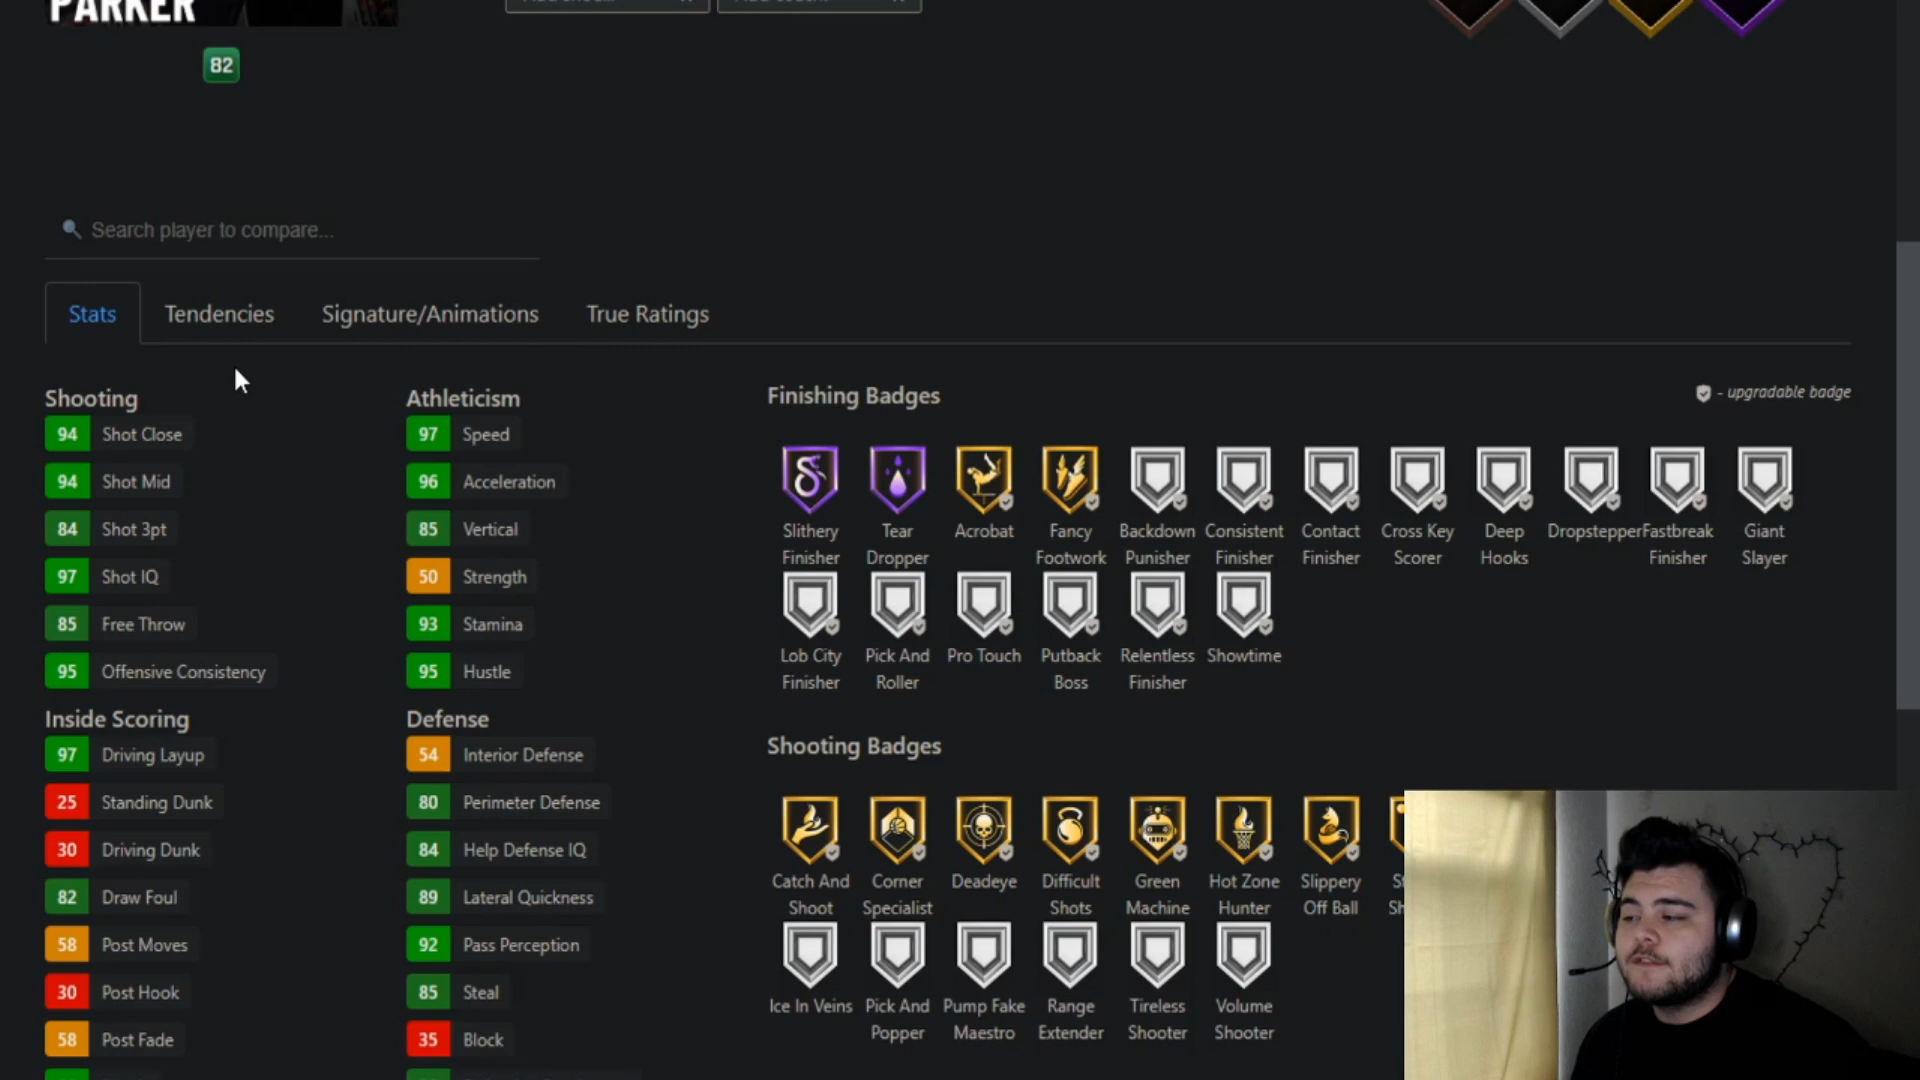 PARKER
82
Search player to compare...
Stats Tendencies Signature/Animations True Ratings
Shooting
94 Shot Close
94 Shot Mid
84 Shot 3pt
97 Shot IQ
85 Free Throw
95 Offensive Consistency
Inside Scoring
97 Driving Layup
25 Standing Dunk
30 Driving Dunk
82 Draw Foul
58 Post Moves
30 Post Hook
58 Post Fade
Athleticism
97 Speed
96 Acceleration
85 Vertical
50 Strength
93 Stamina
95 Hustle
Defense
54 Interior Defense
80 Perimeter Defense
84 Help Defense IQ
89 Lateral Quickness
92 Pass Perception
85 Steal
35 Block
Finishing Badges
- upgradable badge
Slithery Tear Acrobat Fancy Backdown Consistent Contact Cross Key Deep Dropstepper Fastbreak Giant
Finisher Dropper Footwork Punisher Finisher Finisher Scorer Hooks Finisher Slayer
Lob City Pick And Pro Touch Putback Relentless Showtime
Finisher Roller Boss Finisher
Shooting Badges
Catch And Corner Deadeye Difficult Green Hot Zone Slippery
Shoot Specialist Shots Machine Hunter Off Ball
Ice In Veins Pick And Pump Fake Range Tireless Volume
Popper Maestro Extender Shooter Shooter